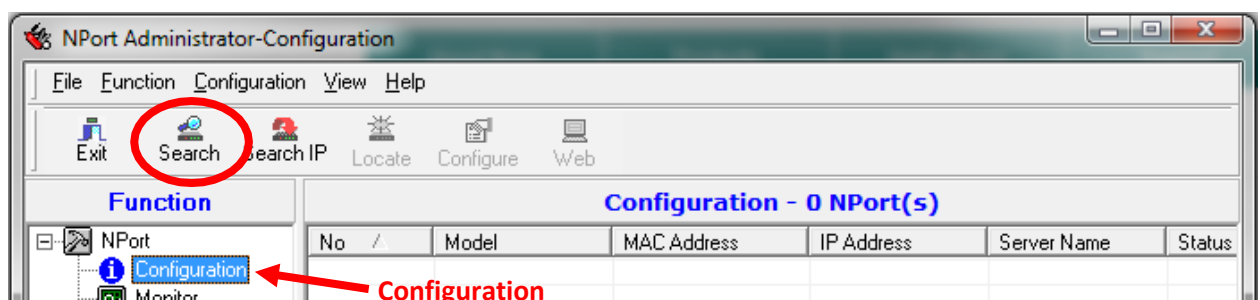 NPort Administrator-Configuration
File Function Configuration View Help
Exit Search Search IP Locate Configure Web
Function Configuration - 0 NPort(s)
NPort No Model MAC Address IP Address Server Name Status
Configuration
Monitor Configuration